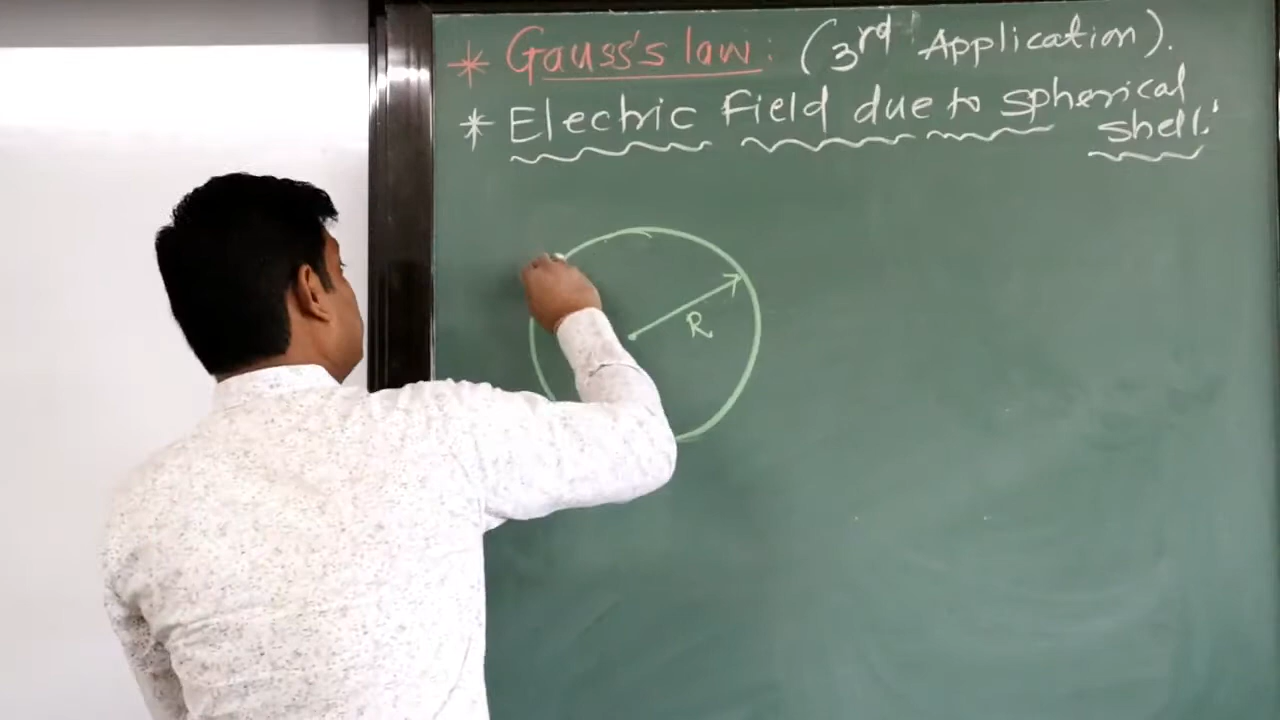 * Gauss's law: (3rd Application).
* Electric Field due to spherical
shell:
R